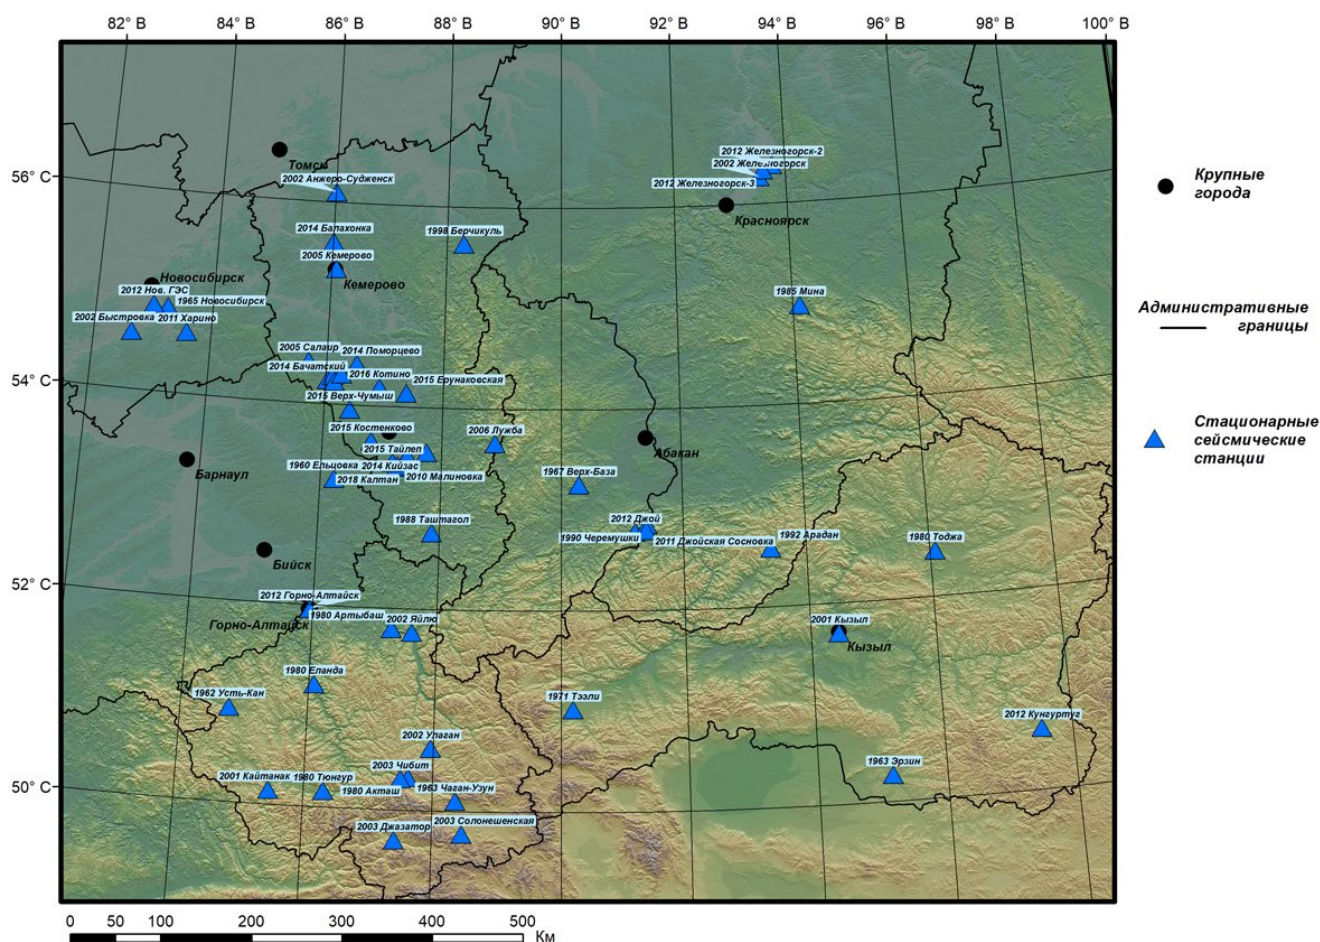 82° В 84° В 86° В 88° В 90° В 92° В 94° В 96° В 98° В 100° В
2012 Железногорск-2
2002 Железногорск
2012 Железногорск-3
Томск
56° С
2002 Анжеро-Судженск
Красноярск
2014 Балахонка
1998 Берчикуль
2005 Кемерово
Кемерово
Новосибирск
2012 Нов. ГЭС
1965 Новосибирск
2002 Быстровка
2011 Харино
1985 Мина
2005 Салаир
2014 Поморцево
2014 Бачатский
2016 Котино
54° С
2015 Ерунаковская
2015 Верх-Чумыш
2015 Костенково
2006 Лужба
2015 Тайлеп
Абакан
1960 Ельцовка
2014 Кийзас
Барнаул
2018 Калтан
2010 Малиновка
1967 Верх-База
1988 Таштагол
2012 Джой
1990 Черемушки
2011 Джойская Сосновка
1992 Арадан
1980 Тоджа
Бийск
52° С
2012 Горно-Алтайск
1980 Артыбаш
2002 Яйлю
Горно-Алтайск
2001 Кызыл
Кызыл
1980 Еланда
1962 Усть-Кан
1971 Тээли
2012 Кунгуртуг
2002 Улаган
2003 Чибит
1963 Эрзин
2001 Кайтанак
1980 Тюнгур
50° С
1980 Акташ
1963 Чаган-Узун
2003 Джазатор
2003 Солонешенская
0 50 100 200 300 400 500
Км
Крупные
города
Административные
границы
Стационарные
сейсмические
станции